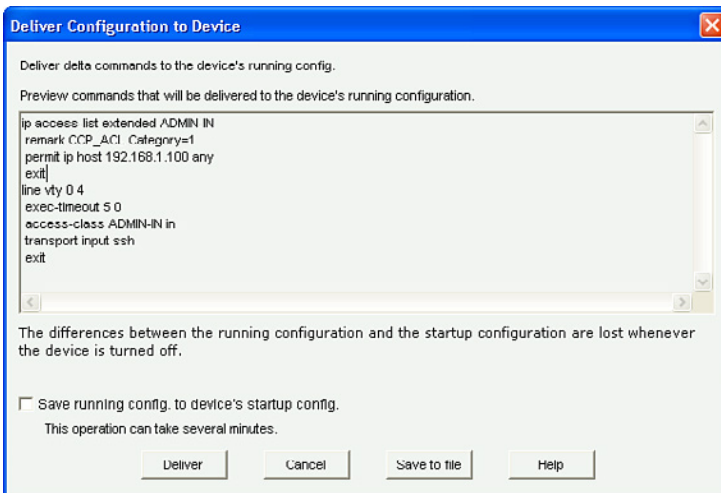 Deliver Configuration to Device
Deliver delta commands to the device's running config.
Preview commands that will be delivered to the device's running configuration.
ip access list extended ADMIN IN
remark CCP_ACL Category=1
permit ip host 192.168.1.100 any
exit
line vty 0 4
exec-timeout 5 0
access-class ADMIN-IN in
transport input ssh
exit
The differences between the running configuration and the startup configuration are lost whenever
the device is turned off.
Save running config. to device's startup config.
This operation can take several minutes.
Deliver Cancel Save to file Help